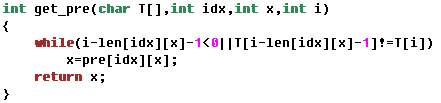 int get_pre(char T[],int idx,int x,int i)
{
    while(i-len[idx][x]-1<0||T[i-len[idx][x]-1]!=T[i])
        x=pre[idx][x];
    return x;
}